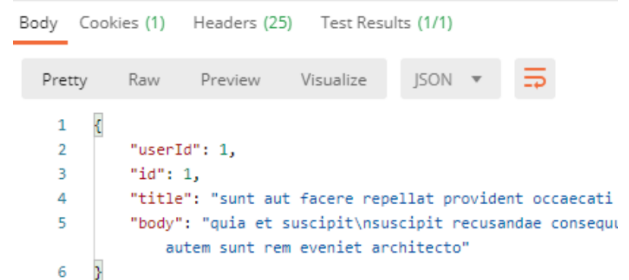 Body Cookies (1) Headers (25) Test Results (1/1)
Pretty Raw Preview Visualize JSON
1 {
2 "userId": 1,
3 "id": 1,
4 "title": "sunt aut facere repellat provident occaecati
5 "body": "quia et suscipit\nsuscipit recusandae
autem sunt rem eveniet architecto"
6 }